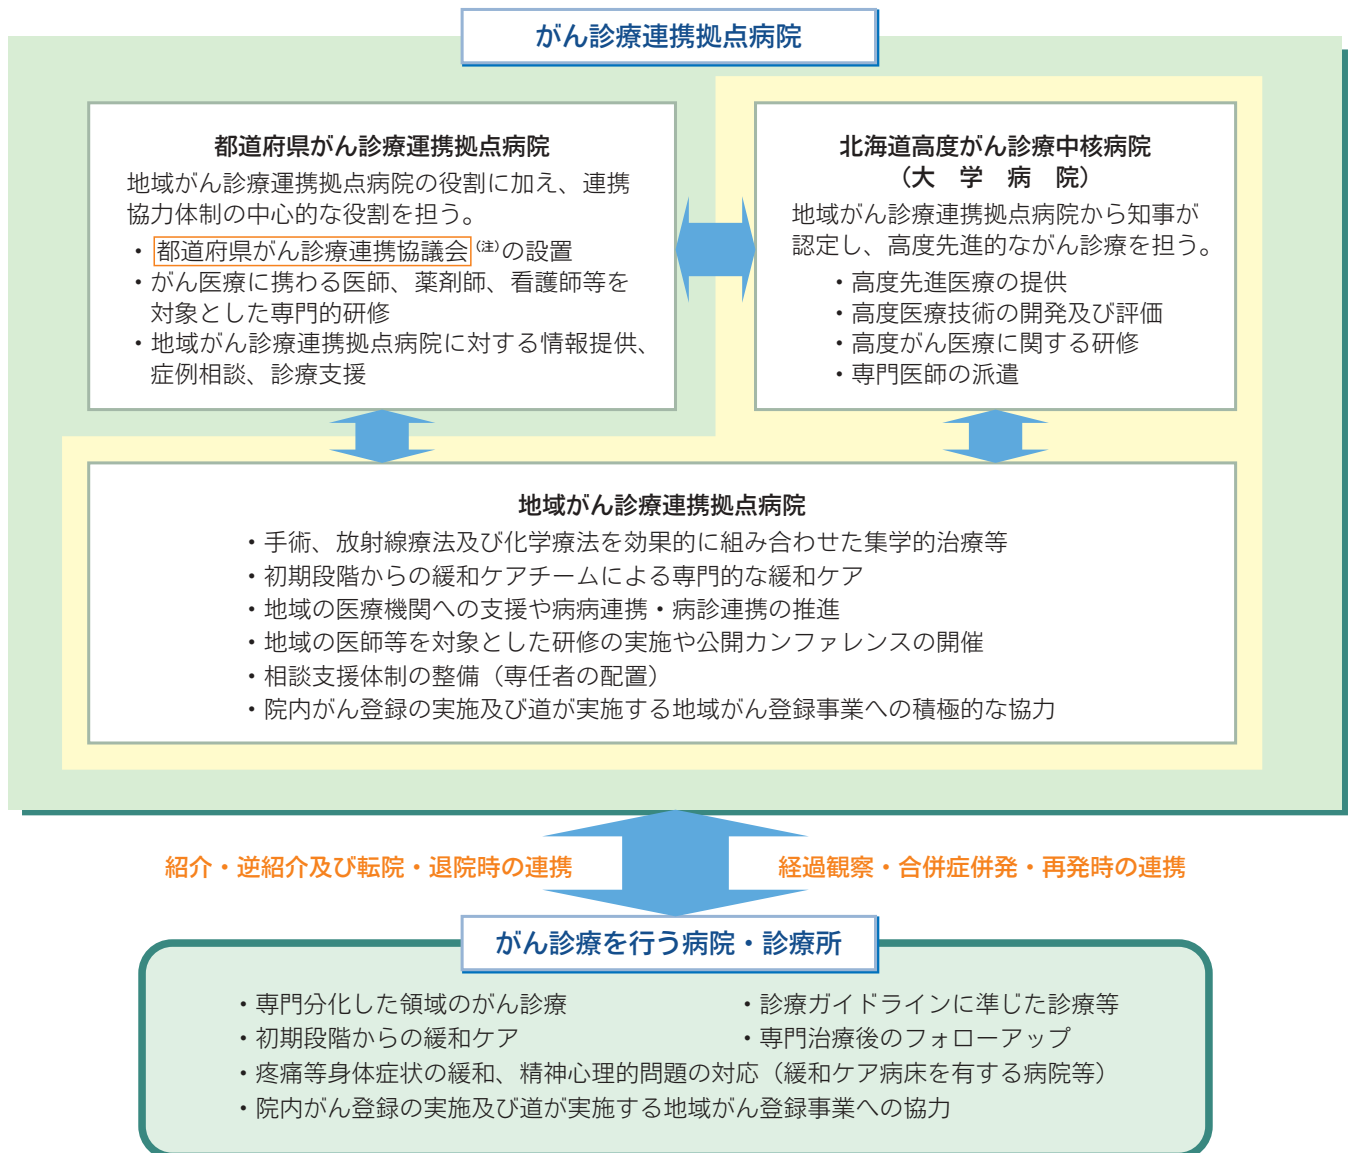 がん診療連携拠点病院
都道府県がん診療連携拠点病院
地域がん診療連携拠点病院の役割に加え、連携
協力体制の中心的な役割を担う。
・都道府県がん診療連携協議会(注)の設置
・がん医療に携わる医師、薬剤師、看護師等を
対象とした専門的研修
・地域がん診療連携拠点病院に対する情報提供、
症例相談、診療支援
北海道高度がん診療中核病院
（大　学　病　院）
地域がん診療連携拠点病院から知事が
認定し、高度先進的ながん診療を担う。
・高度先進医療の提供
・高度医療技術の開発及び評価
・高度がん医療に関する研修
・専門医師の派遣
地域がん診療連携拠点病院
・手術、放射線療法及び化学療法を効果的に組み合わせた集学的治療等
・初期段階からの緩和ケアチームによる専門的な緩和ケア
・地域の医療機関への支援や病病連携・病診連携の推進
・地域の医師等を対象とした研修の実施や公開カンファレンスの開催
・相談支援体制の整備（専任者の配置）
・院内がん登録の実施及び道が実施する地域がん登録事業への積極的な協力
紹介・逆紹介及び転院・退院時の連携
経過観察・合併症併発・再発時の連携
がん診療を行う病院・診療所
・専門分化した領域のがん診療
・診療ガイドラインに準じた診療等
・初期段階からの緩和ケア
・専門治療後のフォローアップ
・疼痛等身体症状の緩和、精神心理的問題の対応（緩和ケア病床を有する病院等）
・院内がん登録の実施及び道が実施する地域がん登録事業への協力